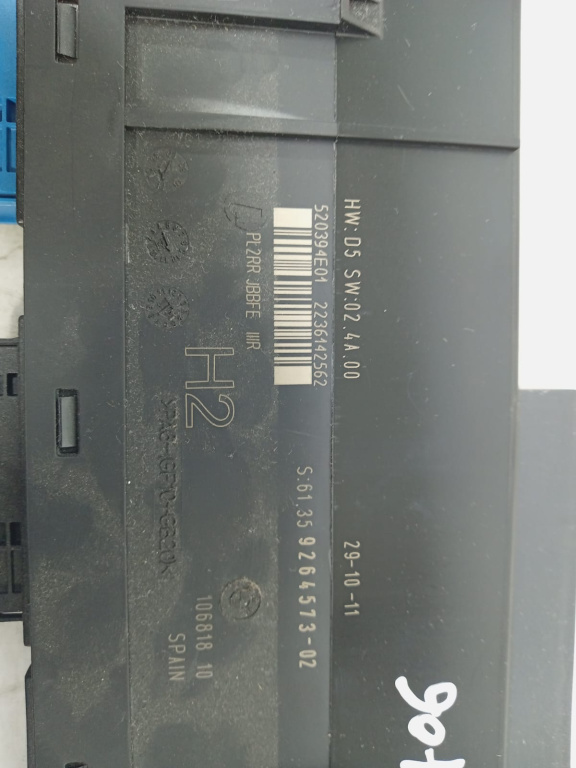 HW: D5 SW:02.4A.00
29-10-11
520394E01 2236142562
S:61.35 9264573-02
PL2RR JBBFE IIIR
H2
106818 10
SPAIN